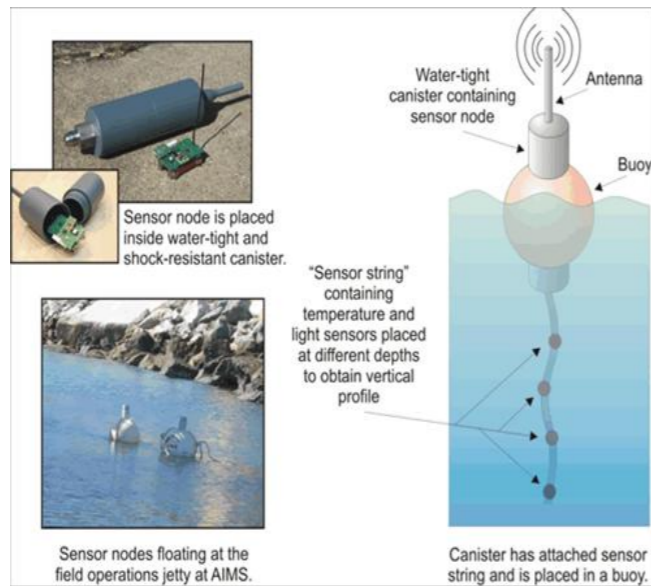 Sensor node is placed
inside water-tight and
shock-resistant canister.
Sensor nodes floating at the
field operations jetty at AIMS.
Water-tight
canister containing
sensor node
Antenna
Buoy
“Sensor string”
containing
temperature and
light sensors placed
at different depths
to obtain vertical
profile
Canister has attached sensor
string and is placed in a buoy.